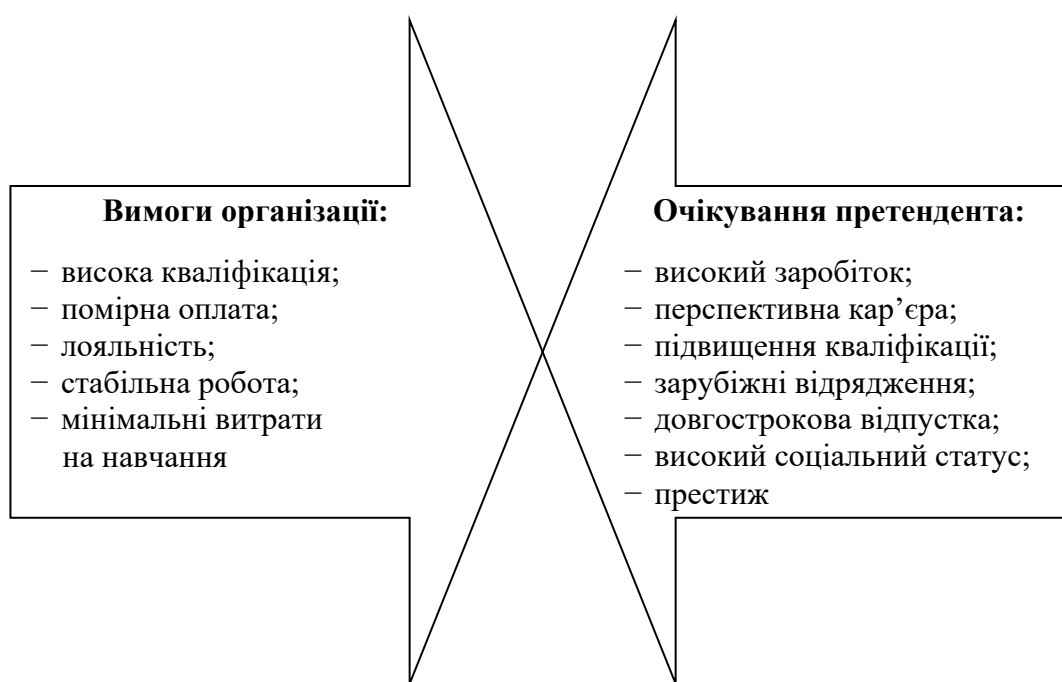 Вимоги організації:
− висока кваліфікація;
− помірна оплата;
− лояльність;
− стабільна робота;
− мінімальні витрати
на навчання
Очікування претендента:
− високий заробіток;
− перспективна кар’єра;
− підвищення кваліфікації;
− зарубіжні відрядження;
− довгострокова відпустка;
− високий соціальний статус;
− престиж